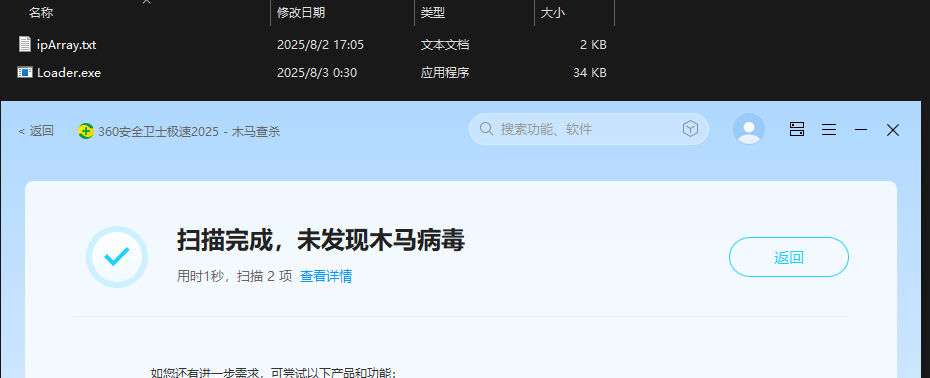 名称 修改日期 类型 大小
ipArray.txt 2025/8/2 17:05 文本文档 2 KB
Loader.exe 2025/8/3 0:30 应用程序 34 KB
< 返回 360安全卫士极速2025 - 木马查杀 搜索功能、软件
扫描完成，未发现木马病毒
用时1秒，扫描 2 项 查看详情 返回
如您还有进一步需求，可尝试以下产品和功能：